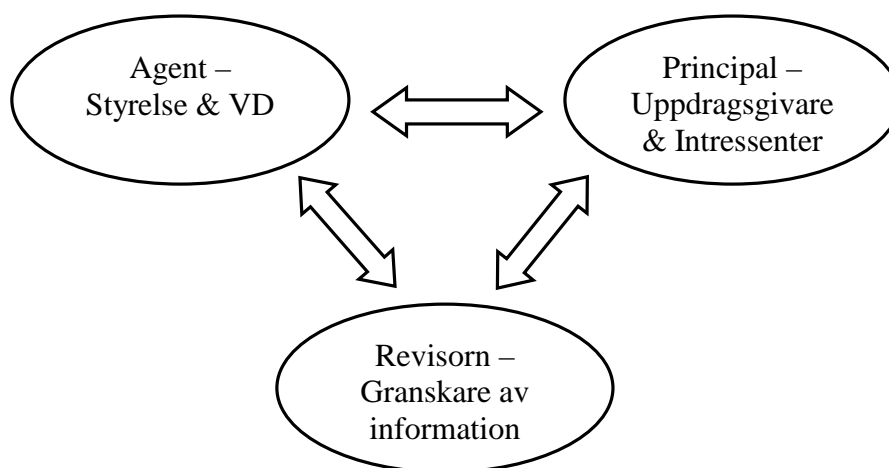 Agent –
Styrelse & VD
Principal –
Uppdragsgivare
& Intressenter
Revisorn –
Granskare av
information